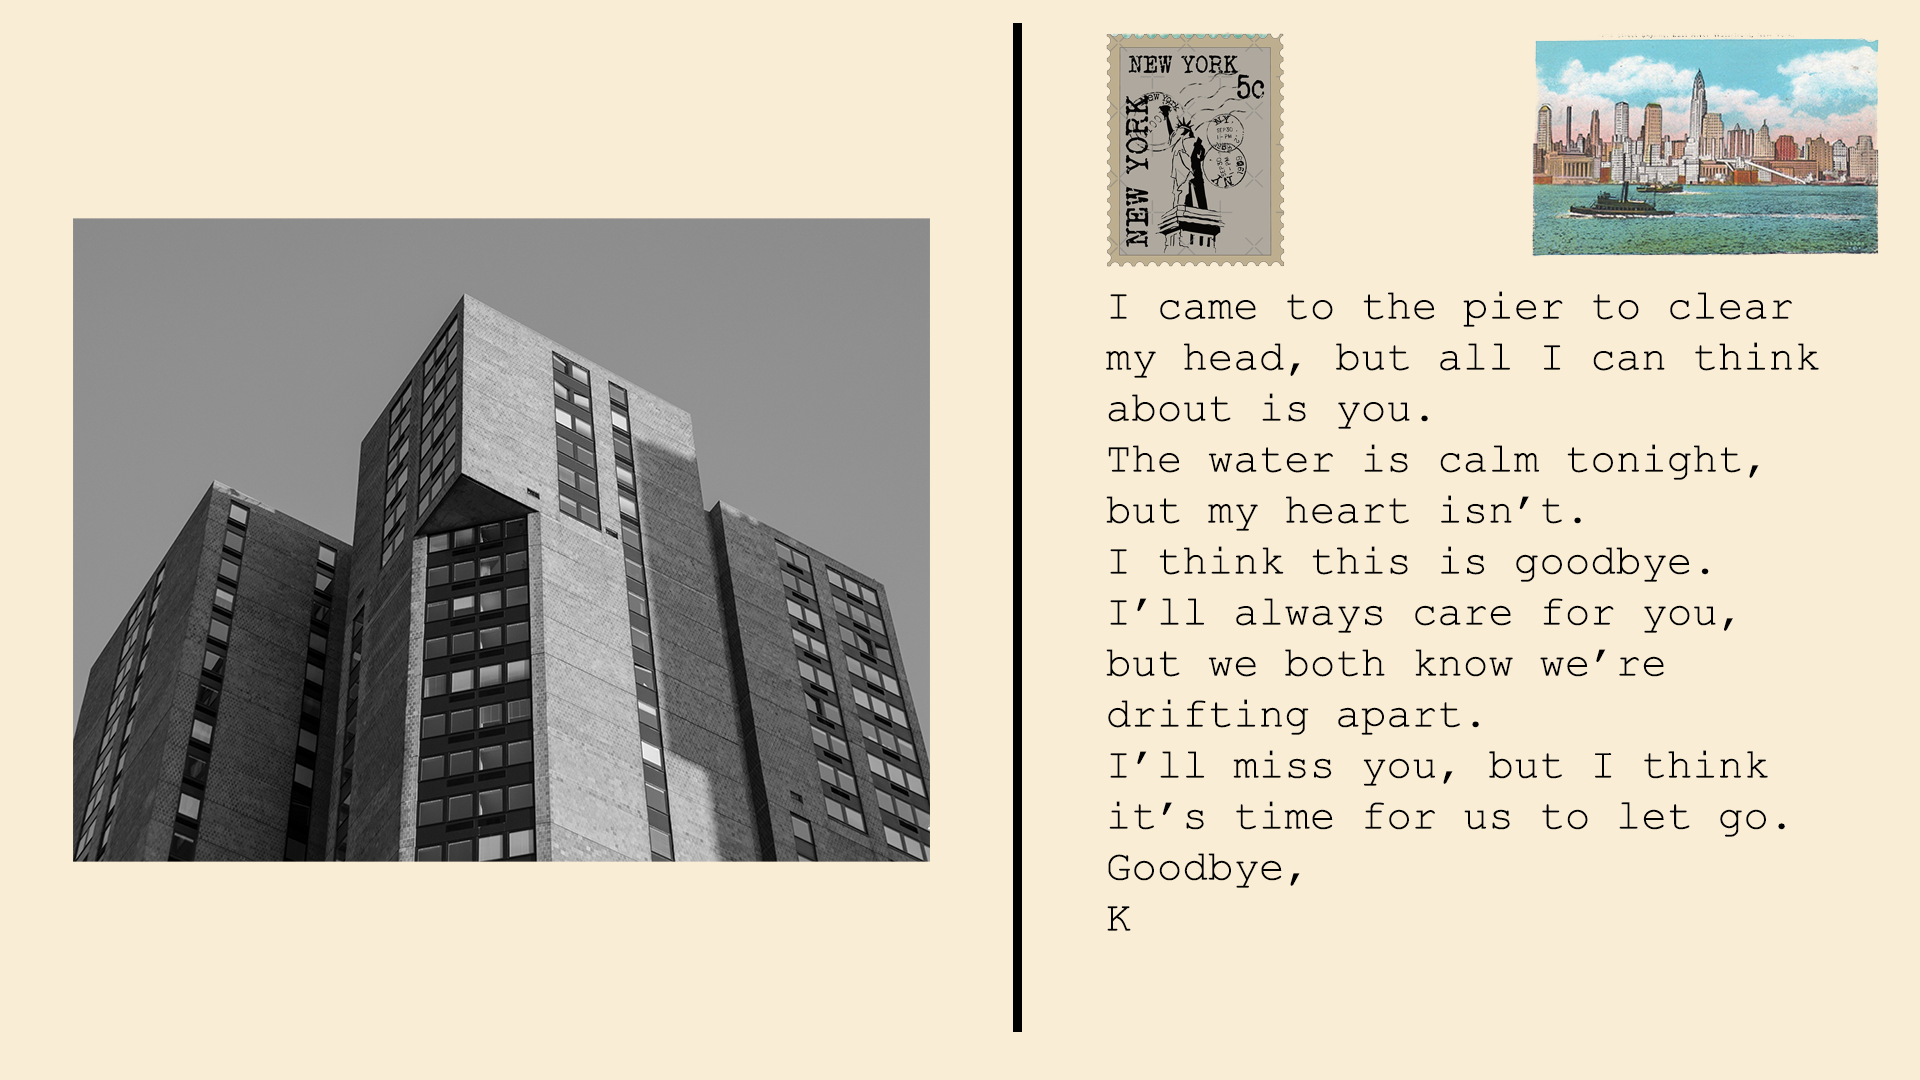 NEW YORK
5c
NEW YORK
New York
I came to the pier to clear
my head, but all I can think
about is you.
The water is calm tonight,
but my heart isn’t.
I think this is goodbye.
I’ll always care for you,
but we both know we’re
drifting apart.
I’ll miss you, but I think
it’s time for us to let go.
Goodbye,
K